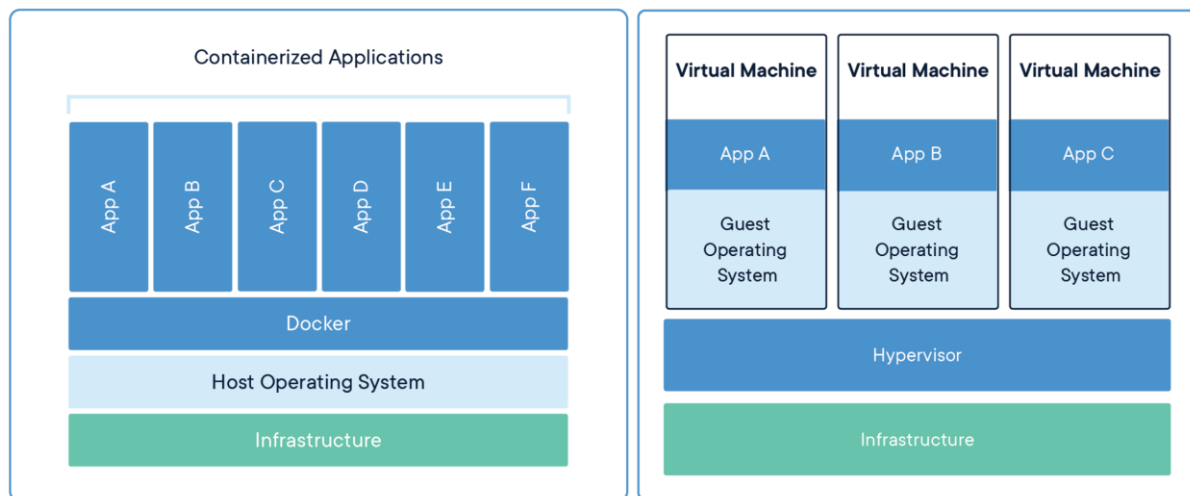 Containerized Applications
App A
App B
App C
App D
App E
App F
Docker
Host Operating System
Infrastructure
Virtual Machine
App A
Guest
Operating
System
Virtual Machine
App B
Guest
Operating
System
Virtual Machine
App C
Guest
Operating
System
Hypervisor
Infrastructure